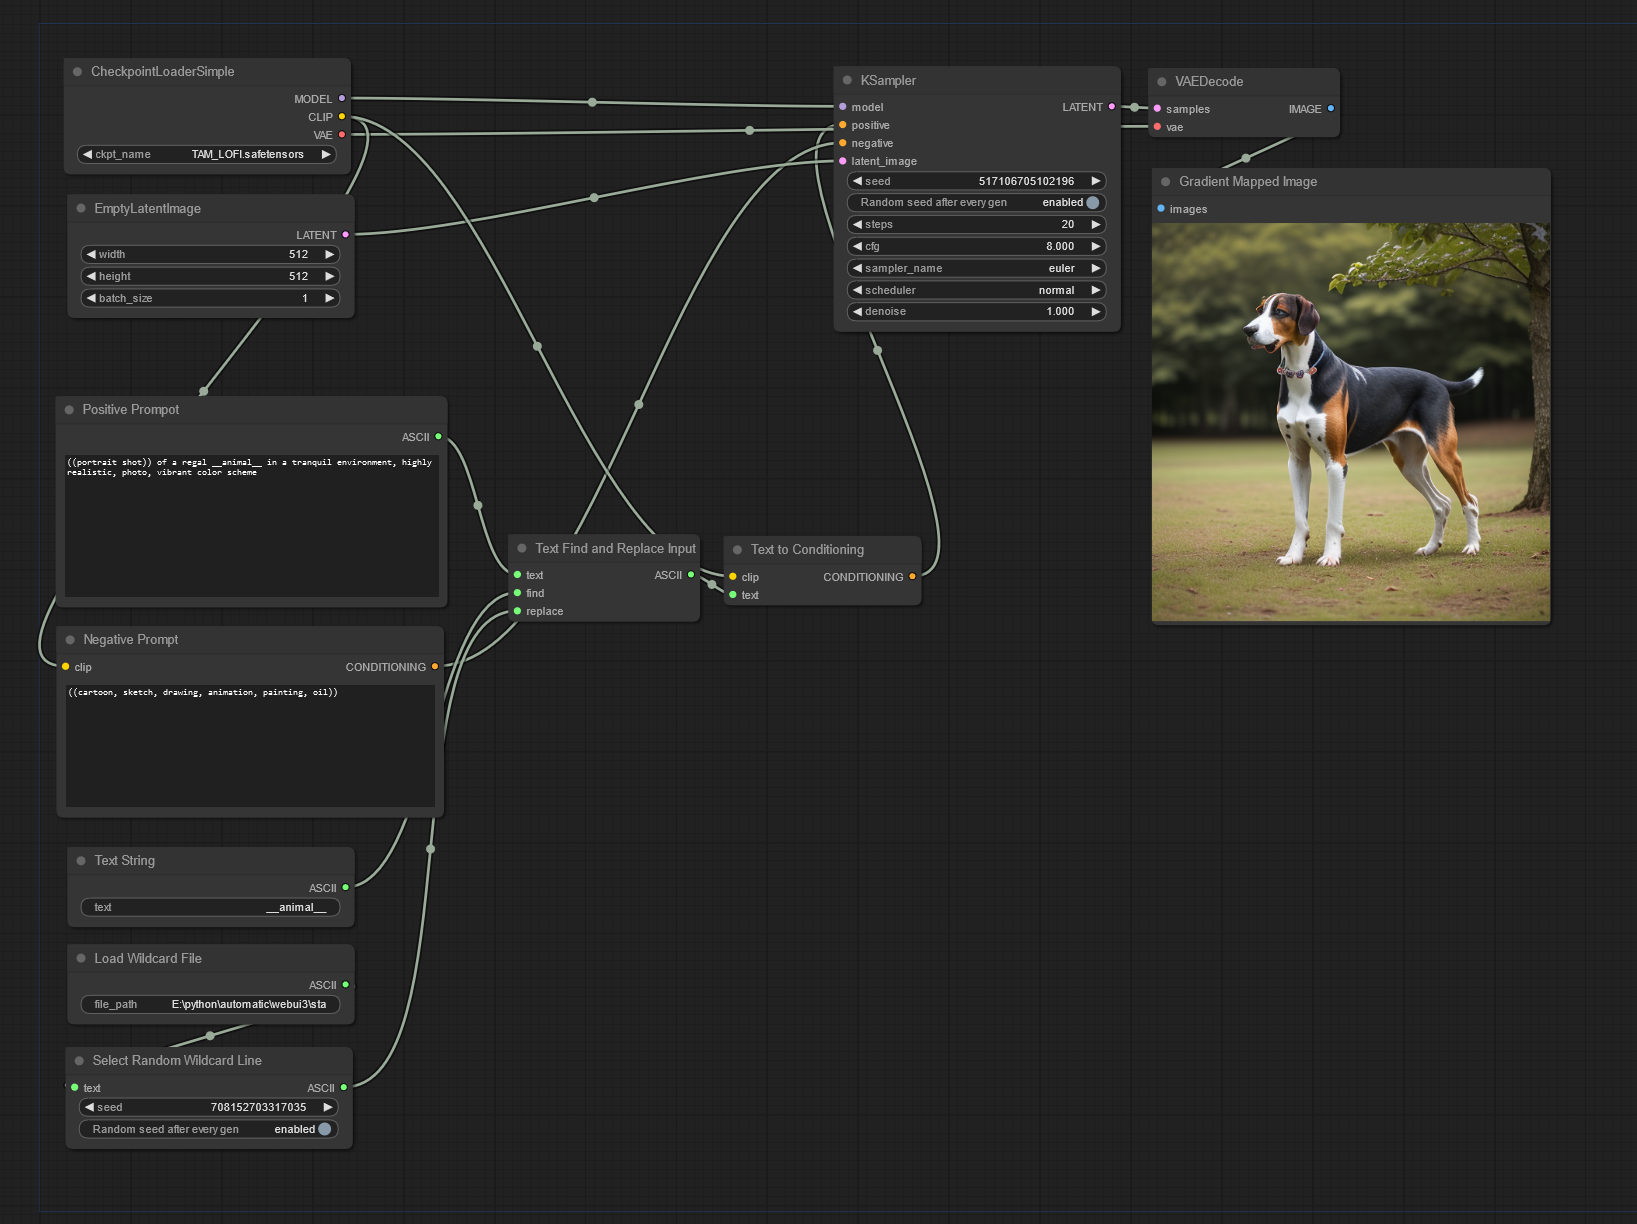 CheckpointLoaderSimple
MODEL
CLIP
VAE
ckpt_name TAM_LOFI.safetensors
EmptyLatentImage
LATENT
width 512
height 512
batch_size 1
Positive Prompot
ASCII
((portrait shot)) of a regal __animal__ in a tranquil environment, highly
realistic, photo, vibrant color scheme
Negative Prompt
clip CONDITIONING
((cartoon, sketch, drawing, animation, painting, oil))
Text String
ASCII
text __animal__
Load Wildcard File
ASCII
file_path E:\python\automatic\webui3\sta
Select Random Wildcard Line
text ASCII
seed 708152703317035
Random seed after every gen enabled
Text Find and Replace Input
text ASCII
find
replace
Text to Conditioning
clip CONDITIONING
text
KSampler
model LATENT
positive
negative
latent_image
seed 517106705102196
Random seed after every gen enabled
steps 20
cfg 8.000
sampler_name euler
scheduler normal
denoise 1.000
VAEDecode
samples IMAGE
vae
Gradient Mapped Image
images